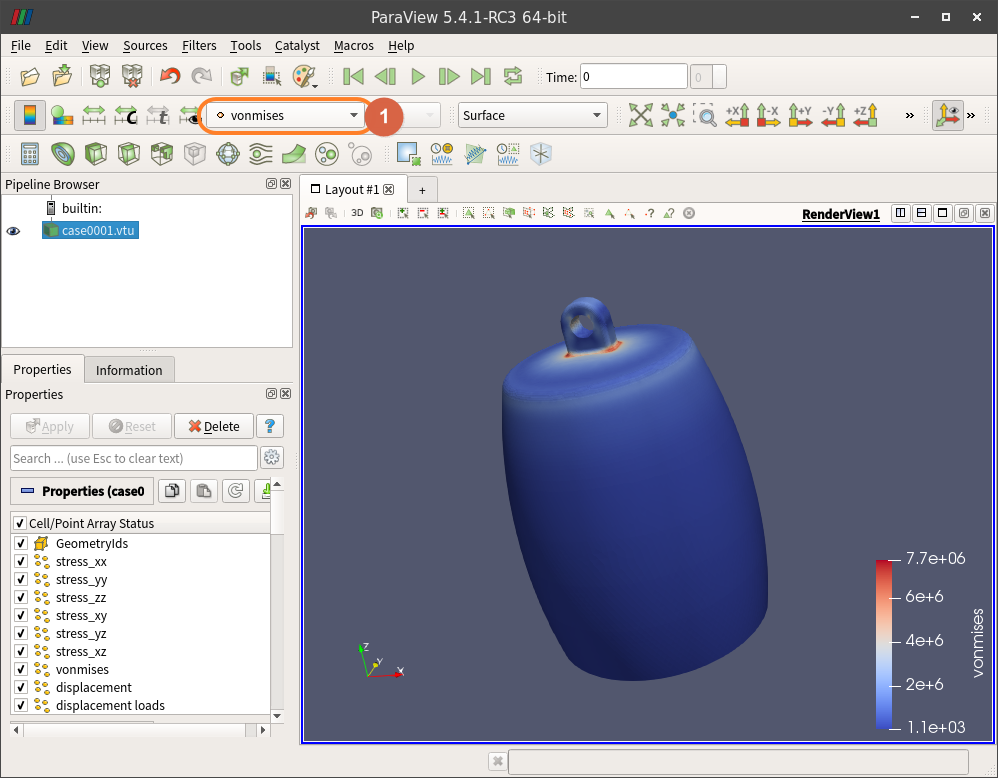 ParaView 5.4.1-RC3 64-bit
File Edit View Sources Filters Tools Catalyst Macros Help
Time: 0 0
vonmises 1 Surface +X -X +Y -Y +Z » »
Pipeline Browser
builtin:
case0001.vtu
Layout #1 +
3D RenderView1
Properties Information
Properties
Apply Reset Delete ?
Search ... (use Esc to clear text)
Properties (case0
Cell/Point Array Status
GeometryIds
stress_xx
stress_yy
stress_zz
stress_xy
stress_yz
stress_xz
vonmises
displacement
displacement loads
Z
Y
X
7.7e+06
6e+6
4e+6
2e+6
1.1e+03
vonmises